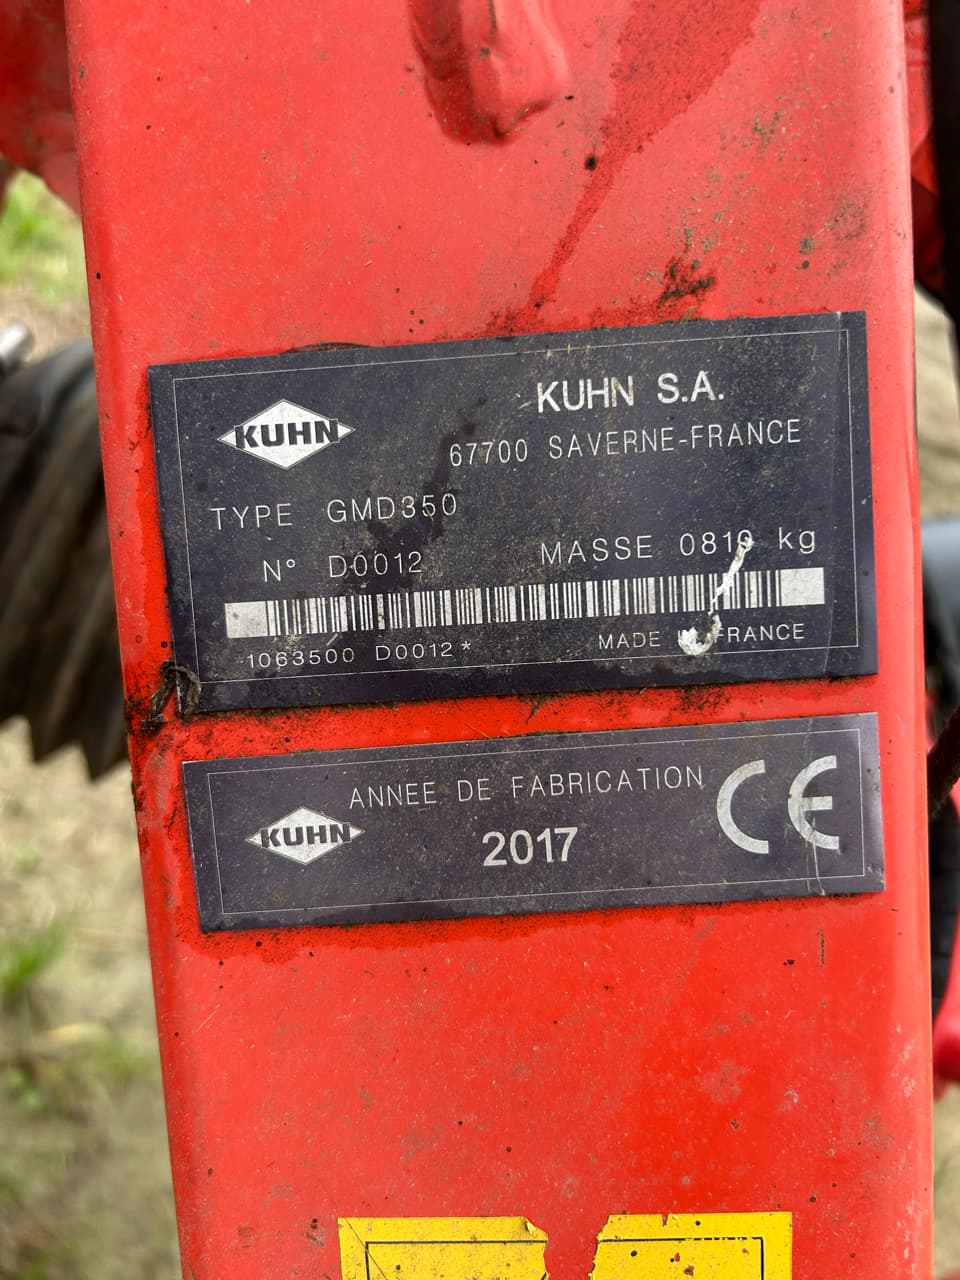 KUHN
KUHN S.A.
67700 SAVERNE-FRANCE
TYPE GMD350
N° D0012 MASSE kg
*1063500 D0012*
MADE FRANCE
KUHN
ANNEE DE FABRICATION
2017
CE